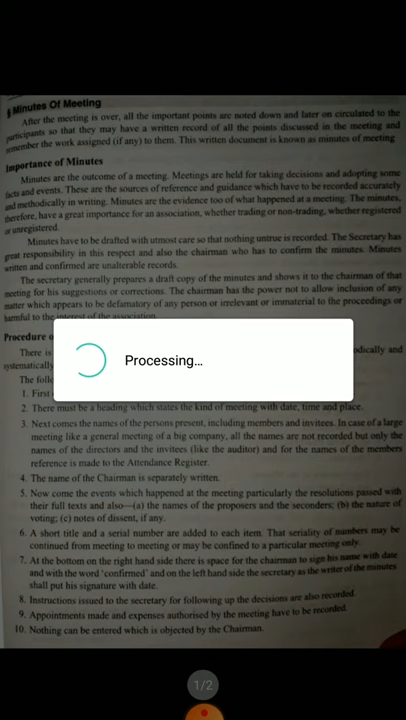 Minutes Of Meeting
After the meeting is over, all the important points are noted down and later on circulated to the
participants so that they may have a written record of all the points discussed in the meeting and
remember the work assigned (if any) to them. This written document is known as minutes of meeting
Importance of Minutes
Minutes are the outcome of a meeting. Meetings are held for taking decisions and adopting some
facts and events. These are the sources of reference and guidance which have to be recorded accurately
and methodically in writing. Minutes are the evidence too of what happened at a meeting. The minutes,
therefore, have a great importance for an association, whether trading or non-trading, whether registered
or unregistered.
Minutes have to be drafted with utmost care so that nothing untrue is recorded. The Secretary has
great responsibility in this respect and also the chairman who has to confirm the minutes. Minutes
written and confirmed are unalterable records.
The secretary generally prepares a draft copy of the minutes and shows it to the chairman of that
meeting for his suggestions or corrections. The chairman has the power not to allow inclusion of any
matter which appears to be defamatory of any person or irrelevant or immaterial to the proceedings or
harmful to the interest of the association.
Procedure o
There is odically and
systematically
Processing...
The foll
1. First
2. There must be a heading which states the kind of meeting with date, time and place.
3. Next comes the names of the persons present, including members and invitees. In case of a large
meeting like a general meeting of a big company, all the names are not recorded but only the
names of the directors and the invitees (like the auditor) and for the names of the members
reference is made to the Attendance Register.
4. The name of the Chairman is separately written.
5. Now come the events which happened at the meeting particularly the resolutions passed with
their full texts and also—(a) the names of the proposers and the seconders; (b) the nature of
voting; (c) notes of dissent, if any.
6. A short title and a serial number are added to each item. That seriality of numbers may be
continued from meeting to meeting or may be confined to a particular meeting only.
7. At the bottom on the right hand side there is space for the chairman to sign his name with date
and with the word 'confirmed' and on the left hand side the secretary as the writer of the minutes
shall put his signature with date.
8. Instructions issued to the secretary for following up the decisions are also recorded.
9. Appointments made and expenses authorised by the meeting have to be recorded.
10. Nothing can be entered which is objected by the Chairman.
1/2